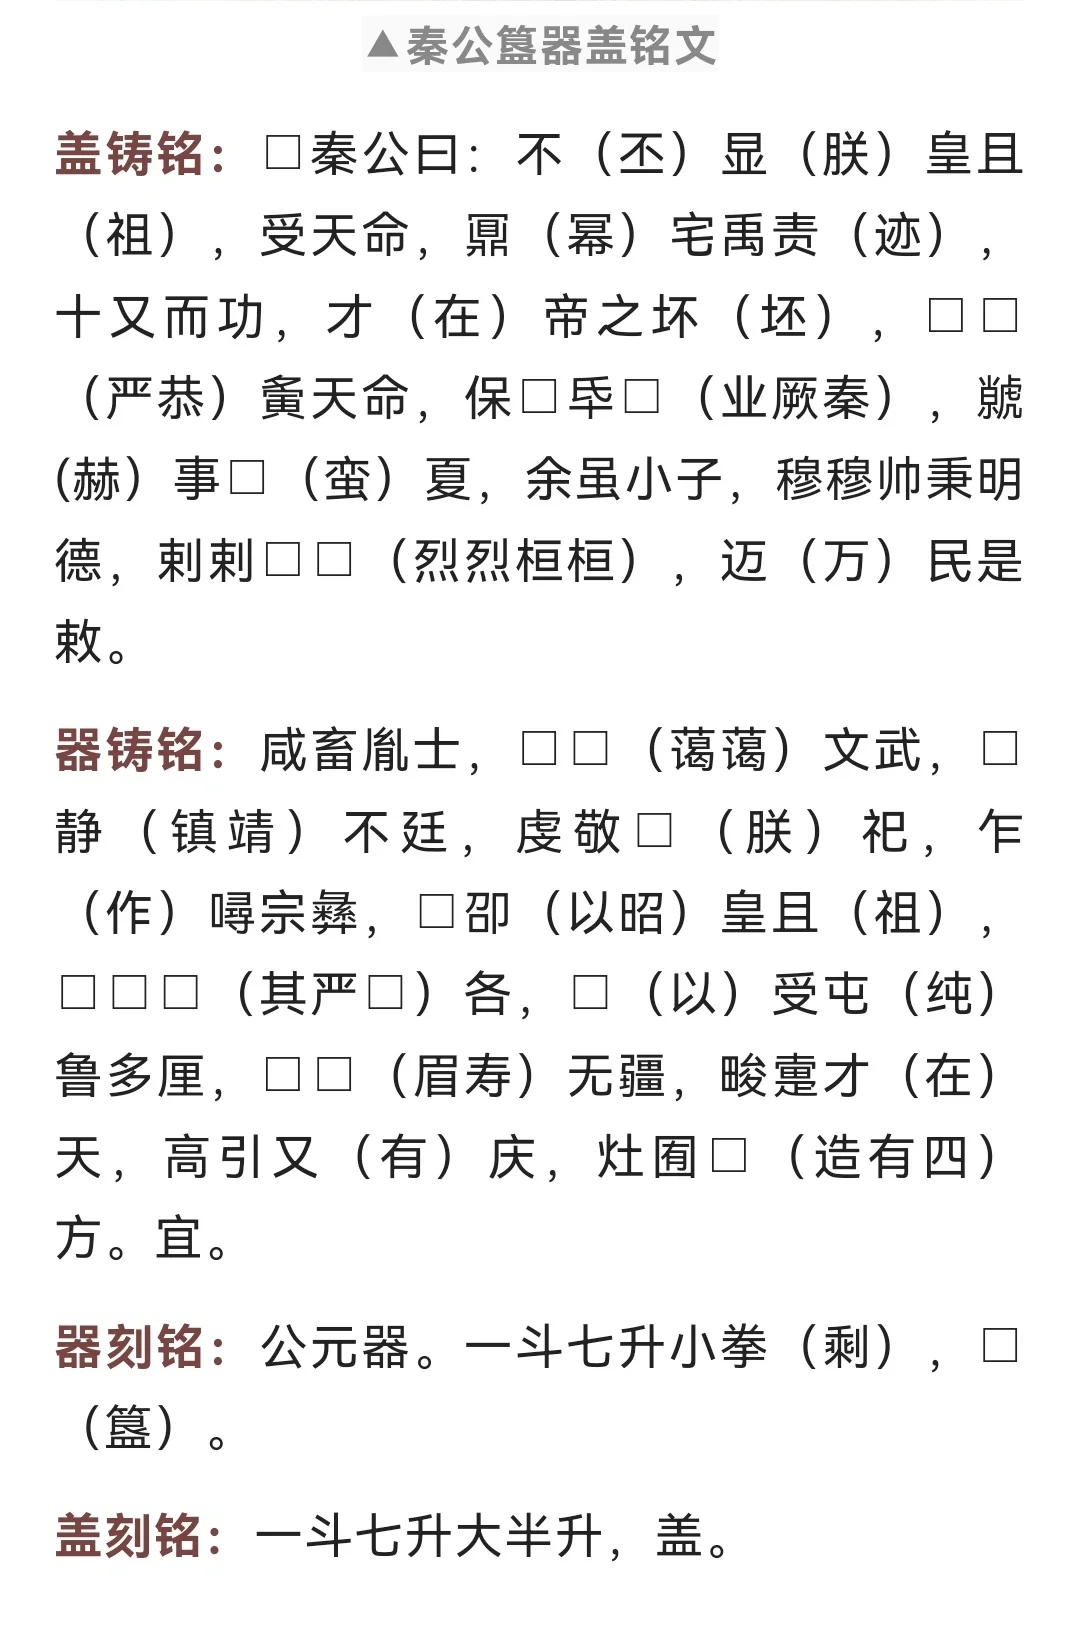 ▲秦公簋器盖铭文
盖铸铭：□秦公曰：不（丕）显（朕）皇且
（祖），受天命，鼏（幂）宅禹责（迹），
十又而功，才（在）帝之坏（坯），□□
（严恭）夤天命，保□氒□（业厥秦），虩
(赫）事□（蛮）夏，余虽小子，穆穆帅秉明
德，剌剌□□（烈烈桓桓），迈（万）民是
敕。
器铸铭：咸畜胤士，□□（蔼蔼）文武，□
静（镇靖）不廷，虔敬□（朕）祀，乍
（作）噚宗彝，□卲（以昭）皇且（祖），
□□□（其严□）各，□（以）受屯（纯）
鲁多厘，□□（眉寿）无疆，畯疐才（在）
天，高引又（有）庆，灶囿□（造有四）
方。宜。
器刻铭：公元器。一斗七升小拳（剩），□
（簋）。
盖刻铭：一斗七升大半升，盖。